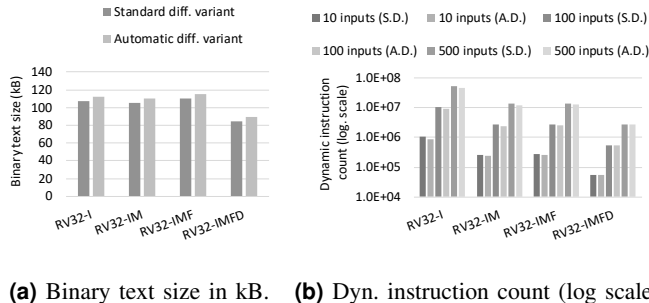 Standard diff. variant
Automatic diff. variant
Binary text size (kB)
140
120
100
80
60
40
20
0
RV32-I
RV32-IM
RV32-IMF
RV32-IMFD
10 inputs (S.D.) 10 inputs (A.D.) 100 inputs (S.D.)
100 inputs (A.D.) 500 inputs (S.D.) 500 inputs (A.D.)
Dynamic instruction
count (log. scale)
1.0E+08
1.0E+07
1.0E+06
1.0E+05
1.0E+04
RV32-I
RV32-IM
RV32-IMF
RV32-IMFD
(a) Binary text size in kB.
(b) Dyn. instruction count (log scale